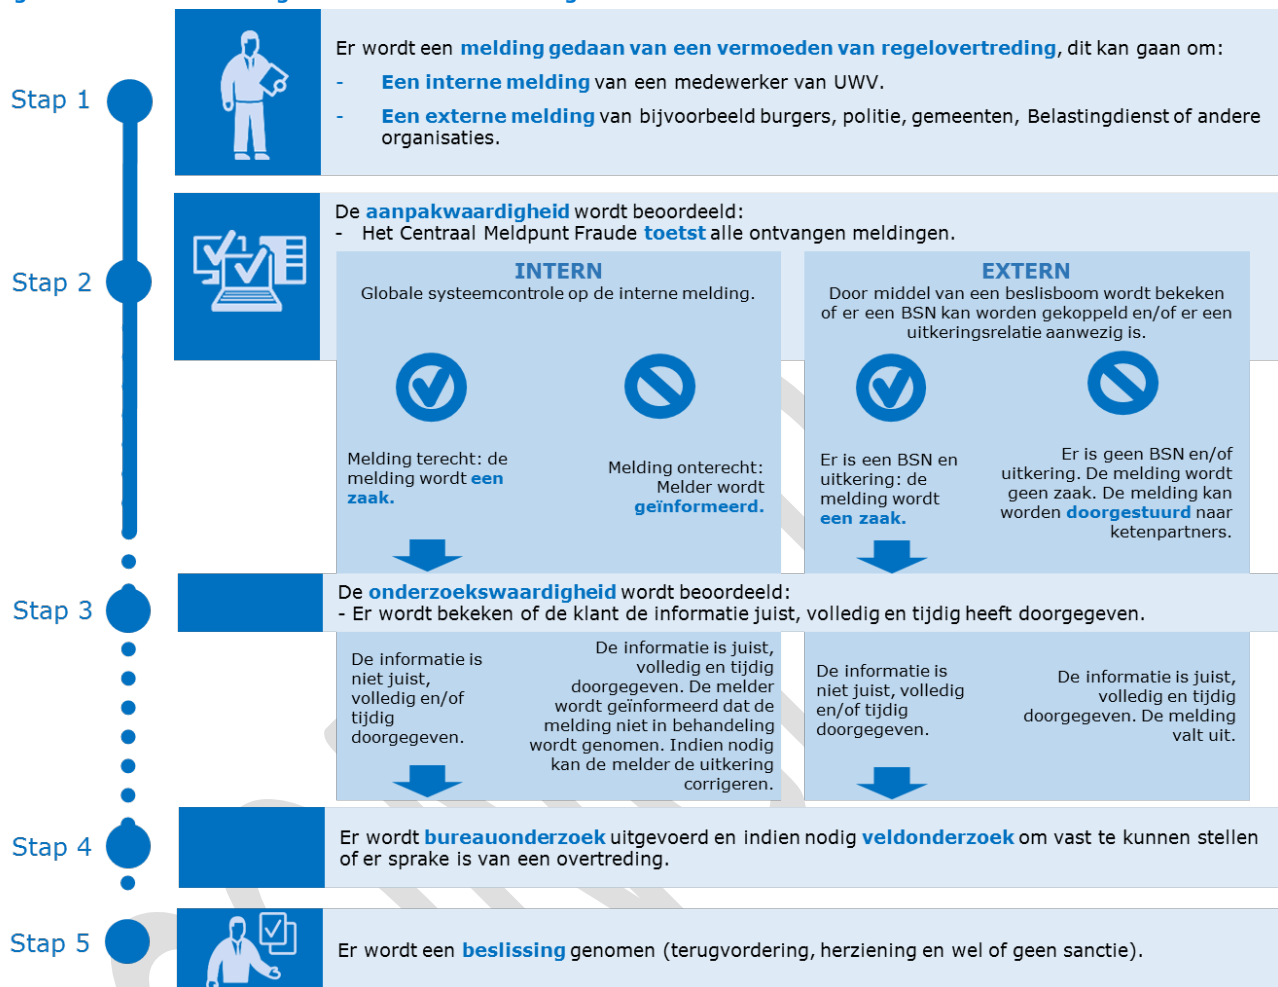 Stap 1
Er wordt een melding gedaan van een vermoeden van regelovertreding, dit kan gaan om:
- Een interne melding van een medewerker van UWV.
- Een externe melding van bijvoorbeeld burgers, politie, gemeenten, Belastingdienst of andere
organisaties.
Stap 2
De aanpakwaardigheid wordt beoordeeld:
- Het Centraal Meldpunt Fraude toetst alle ontvangen meldingen.
INTERN
Globale systeemcontrole op de interne melding.
Melding terecht: de
melding wordt een
zaak.
Melding onterecht:
Melder wordt
geïnformeerd.
EXTERN
Door middel van een beslisboom wordt bekeken
of er een BSN kan worden gekoppeld en/of er een
uitkeringsrelatie aanwezig is.
Er is een BSN en
uitkering: de
melding wordt
een zaak.
Er is geen BSN en/of
uitkering. De melding wordt
geen zaak. De melding kan
worden doorgestuurd naar
ketenpartners.
Stap 3
De onderzoekswaardigheid wordt beoordeeld:
- Er wordt bekeken of de klant de informatie juist, volledig en tijdig heeft doorgegeven.
De informatie is
niet juist,
volledig en/of
tijdig
doorgegeven.
De informatie is juist,
volledig en tijdig
doorgegeven. De melder
wordt geïnformeerd dat de
melding niet in behandeling
wordt genomen. Indien nodig
kan de melder de uitkering
corrigeren.
De informatie is
niet juist, volledig
en/of tijdig
doorgegeven.
De informatie is juist,
volledig en tijdig
doorgegeven. De melding
valt uit.
Stap 4
Er wordt bureauonderzoek uitgevoerd en indien nodig veldonderzoek om vast te kunnen stellen
of er sprake is van een overtreding.
Stap 5
Er wordt een beslissing genomen (terugvordering, herziening en wel of geen sanctie).